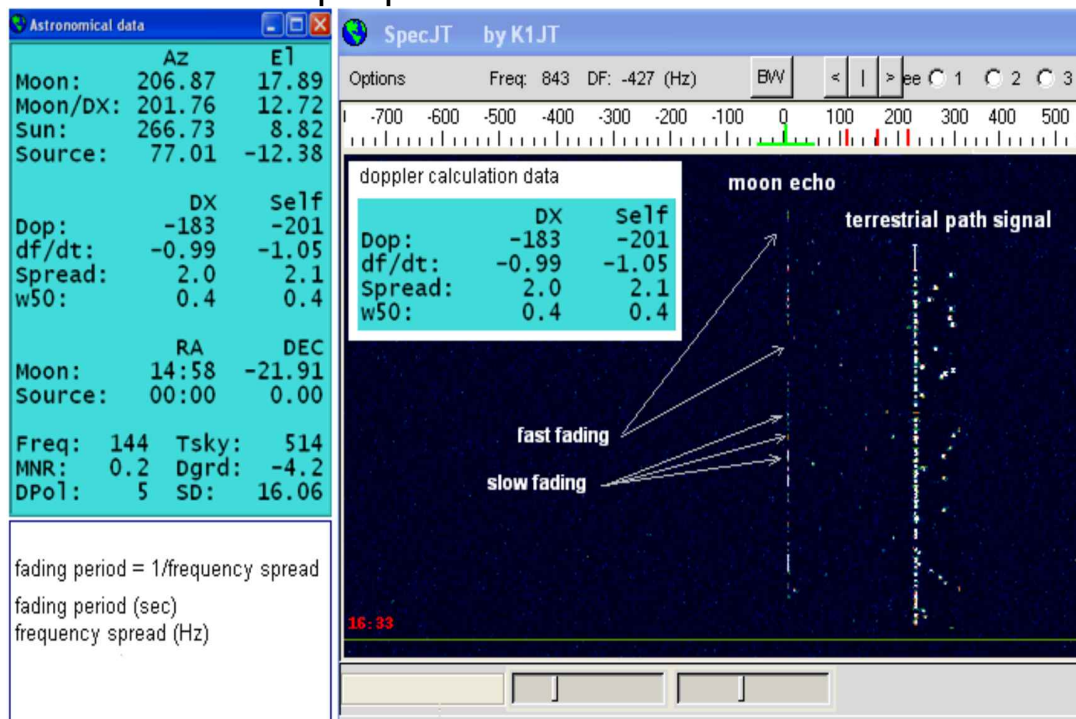 Astronomical data
Az El
Moon: 206.87 17.89
Moon/DX: 201.76 12.72
Sun: 266.73 8.82
Source: 77.01 -12.38
DX Self
Dop: -183 -201
df/dt: -0.99 -1.05
Spread: 2.0 2.1
w50: 0.4 0.4
RA DEC
Moon: 14:58 -21.91
Source: 00:00 0.00
Freq: 144 Tsky: 514
MNR: 0.2 Dgrd: -4.2
DPol: 5 SD: 16.06
fading period = 1/frequency spread
fading period (sec)
frequency spread (Hz)
SpecJT by K1JT
Options Freq: 843 DF: -427 (Hz) BW < | > ee 1 2 3
-700 -600 -500 -400 -300 -200 -100 0 100 200 300 400 500
doppler calculation data
DX Self
Dop: -183 -201
df/dt: -0.99 -1.05
Spread: 2.0 2.1
w50: 0.4 0.4
moon echo
terrestrial path signal
fast fading
slow fading
16:33